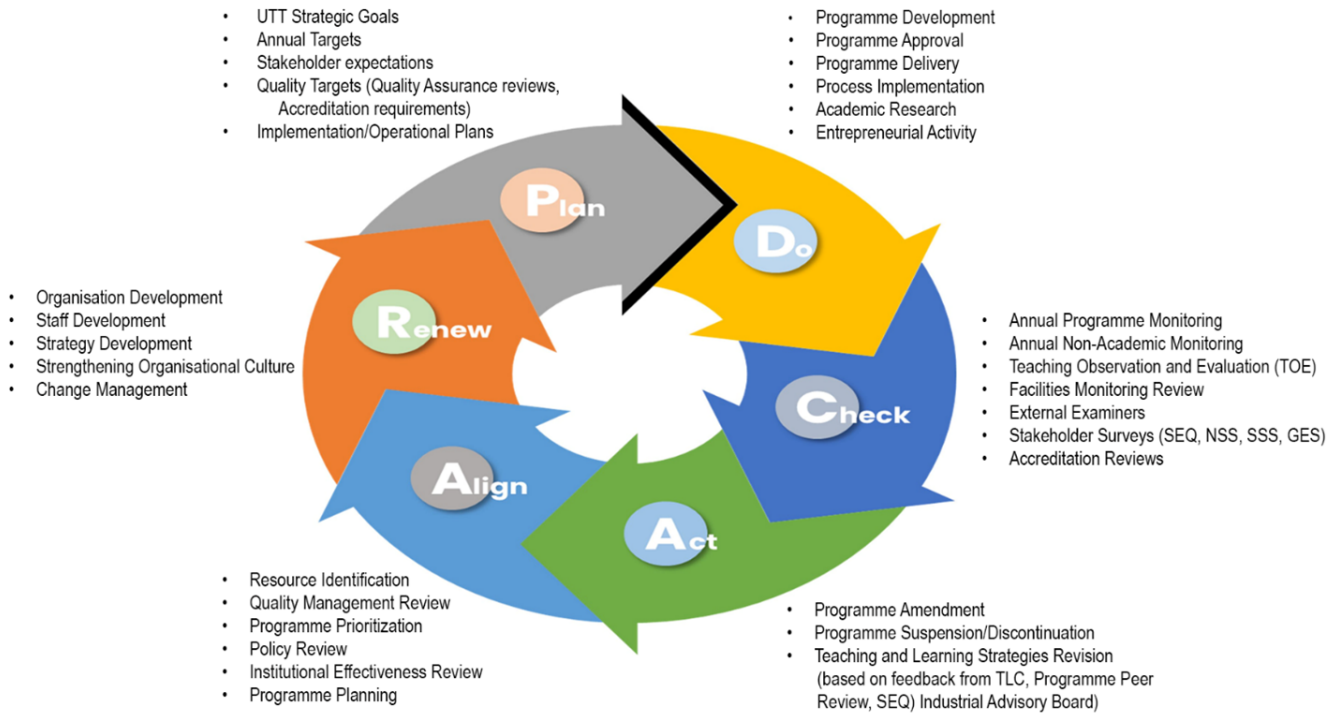 • UTT Strategic Goals
• Annual Targets
• Stakeholder expectations
• Quality Targets (Quality Assurance reviews,
Accreditation requirements)
• Implementation/Operational Plans
• Programme Development
• Programme Approval
• Programme Delivery
• Process Implementation
• Academic Research
• Entrepreneurial Activity
Plan
Do
Renew
Check
Align
Act
• Organisation Development
• Staff Development
• Strategy Development
• Strengthening Organisational Culture
• Change Management
• Annual Programme Monitoring
• Annual Non-Academic Monitoring
• Teaching Observation and Evaluation (TOE)
• Facilities Monitoring Review
• External Examiners
• Stakeholder Surveys (SEQ, NSS, SSS, GES)
• Accreditation Reviews
• Resource Identification
• Quality Management Review
• Programme Prioritization
• Policy Review
• Institutional Effectiveness Review
• Programme Planning
• Programme Amendment
• Programme Suspension/Discontinuation
• Teaching and Learning Strategies Revision
(based on feedback from TLC, Programme Peer
Review, SEQ) Industrial Advisory Board)